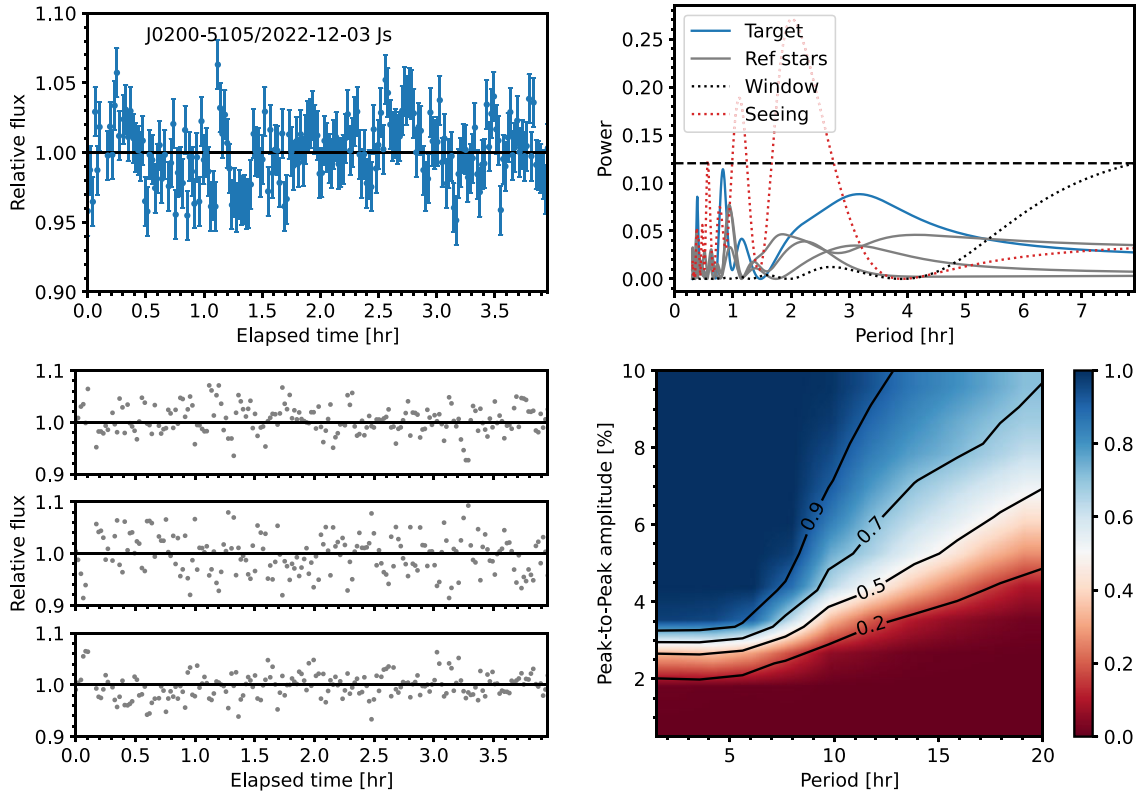 J0200-5105/2022-12-03 Js
Relative flux
1.10
1.05
1.00
0.95
0.90
0.0 0.5 1.0 1.5 2.0 2.5 3.0 3.5
Elapsed time [hr]
Target
Ref stars
Window
Seeing
Power
0.25
0.20
0.15
0.10
0.05
0.00
0 1 2 3 4 5 6 7
Period [hr]
1.1
1.0
0.9
Relative flux
1.1
1.0
0.9
1.1
1.0
0.9
0.0 0.5 1.0 1.5 2.0 2.5 3.0 3.5
Elapsed time [hr]
Peak-to-Peak amplitude [%]
10
8
6
4
2
0.9
0.7
0.5
0.2
5 10 15 20
Period [hr]
1.0
0.8
0.6
0.4
0.2
0.0